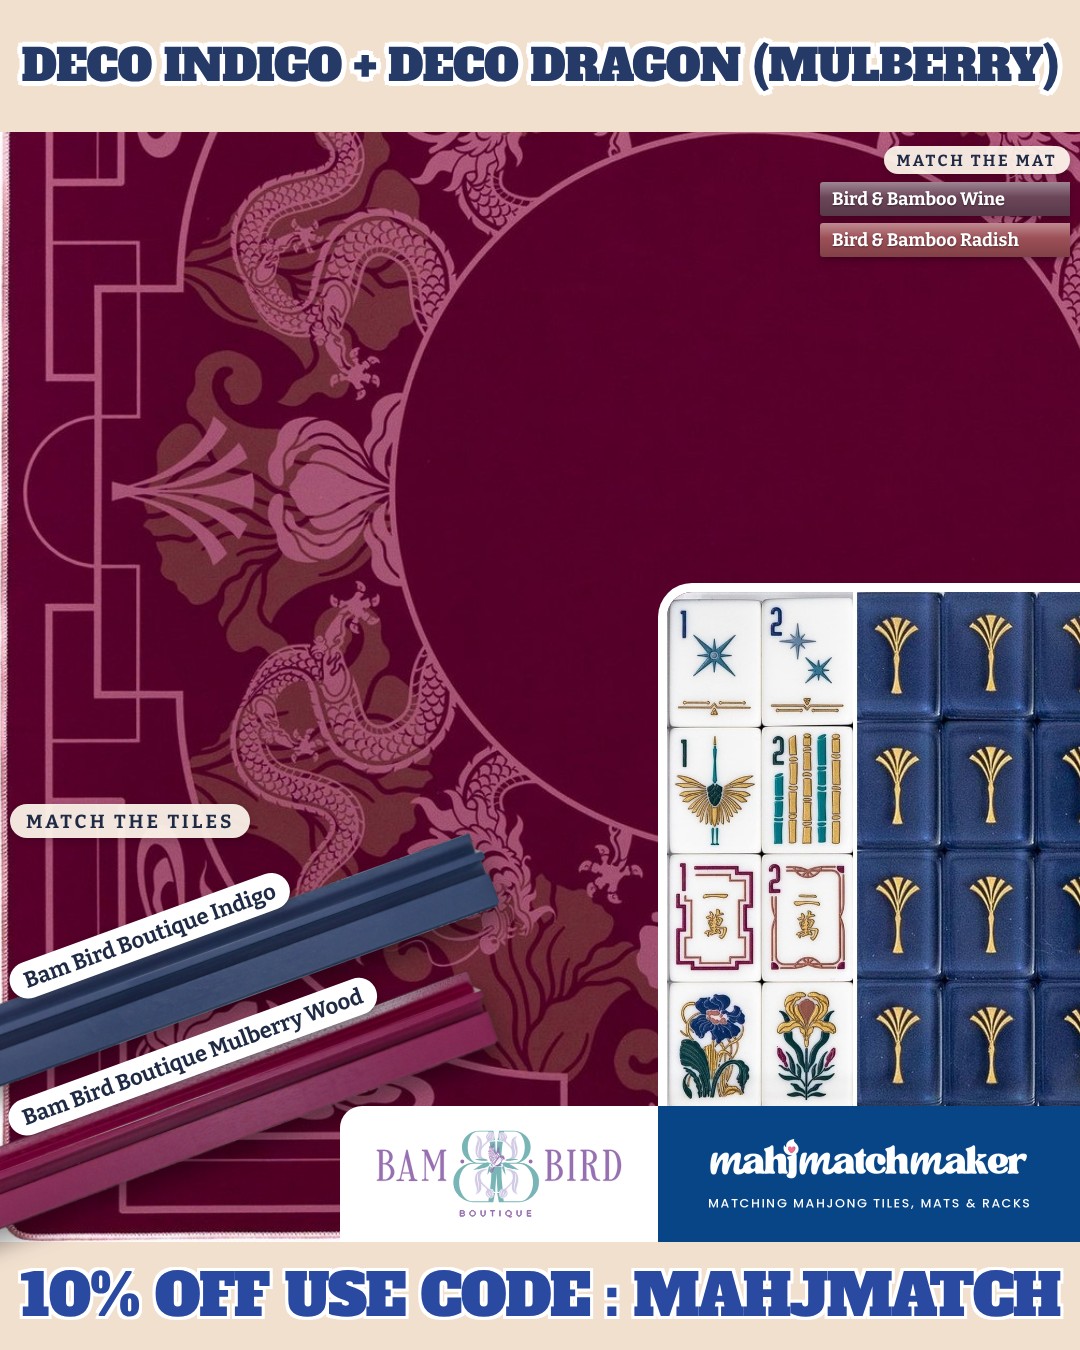 DECO INDIGO + DECO DRAGON (MULBERRY)
MATCH THE MAT
Bird & Bamboo Wine
Bird & Bamboo Radish
MATCH THE TILES
Bam Bird Boutique Indigo
Bam Bird Boutique Mulberry Wood
1 2
1 2
1 一萬 2 二萬
BAM BIRD
BOUTIQUE
mahjmatchmaker
MATCHING MAHJONG TILES, MATS & RACKS
10% OFF USE CODE : MAHJMATCH